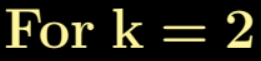 For k = 2